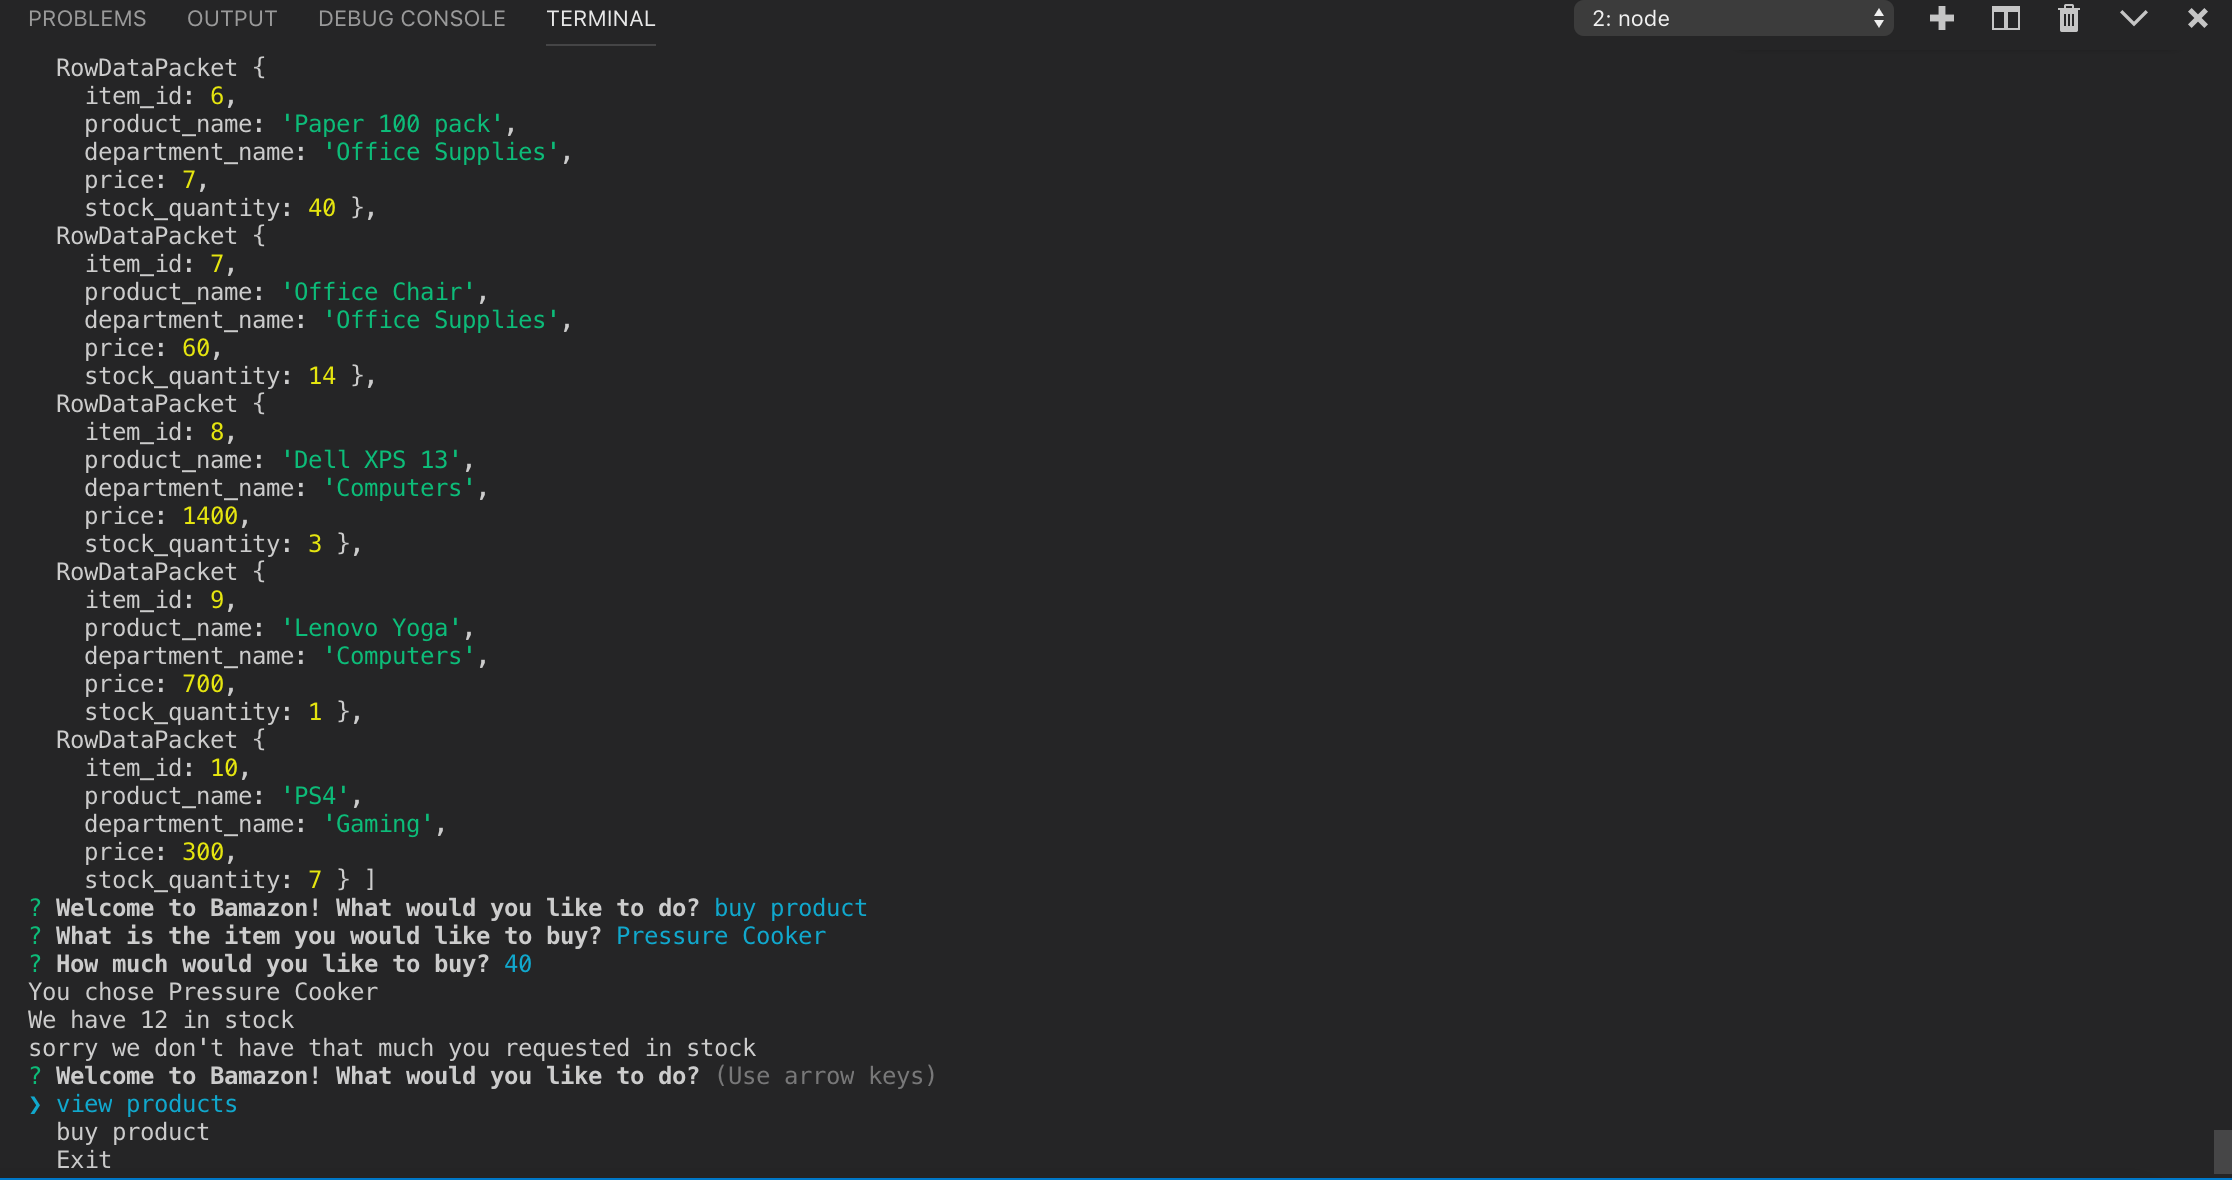 PROBLEMS OUTPUT DEBUG CONSOLE TERMINAL 2: node
RowDataPacket {
item_id: 6,
product_name: 'Paper 100 pack',
department_name: 'Office Supplies',
price: 7,
stock_quantity: 40 },
RowDataPacket {
item_id: 7,
product_name: 'Office Chair',
department_name: 'Office Supplies',
price: 60,
stock_quantity: 14 },
RowDataPacket {
item_id: 8,
product_name: 'Dell XPS 13',
department_name: 'Computers',
price: 1400,
stock_quantity: 3 },
RowDataPacket {
item_id: 9,
product_name: 'Lenovo Yoga',
department_name: 'Computers',
price: 700,
stock_quantity: 1 },
RowDataPacket {
item_id: 10,
product_name: 'PS4',
department_name: 'Gaming',
price: 300,
stock_quantity: 7 } ]
? Welcome to Bamazon! What would you like to do? buy product
? What is the item you would like to buy? Pressure Cooker
? How much would you like to buy? 40
You chose Pressure Cooker
We have 12 in stock
sorry we don't have that much you requested in stock
? Welcome to Bamazon! What would you like to do? (Use arrow keys)
❯ view products
buy product
Exit